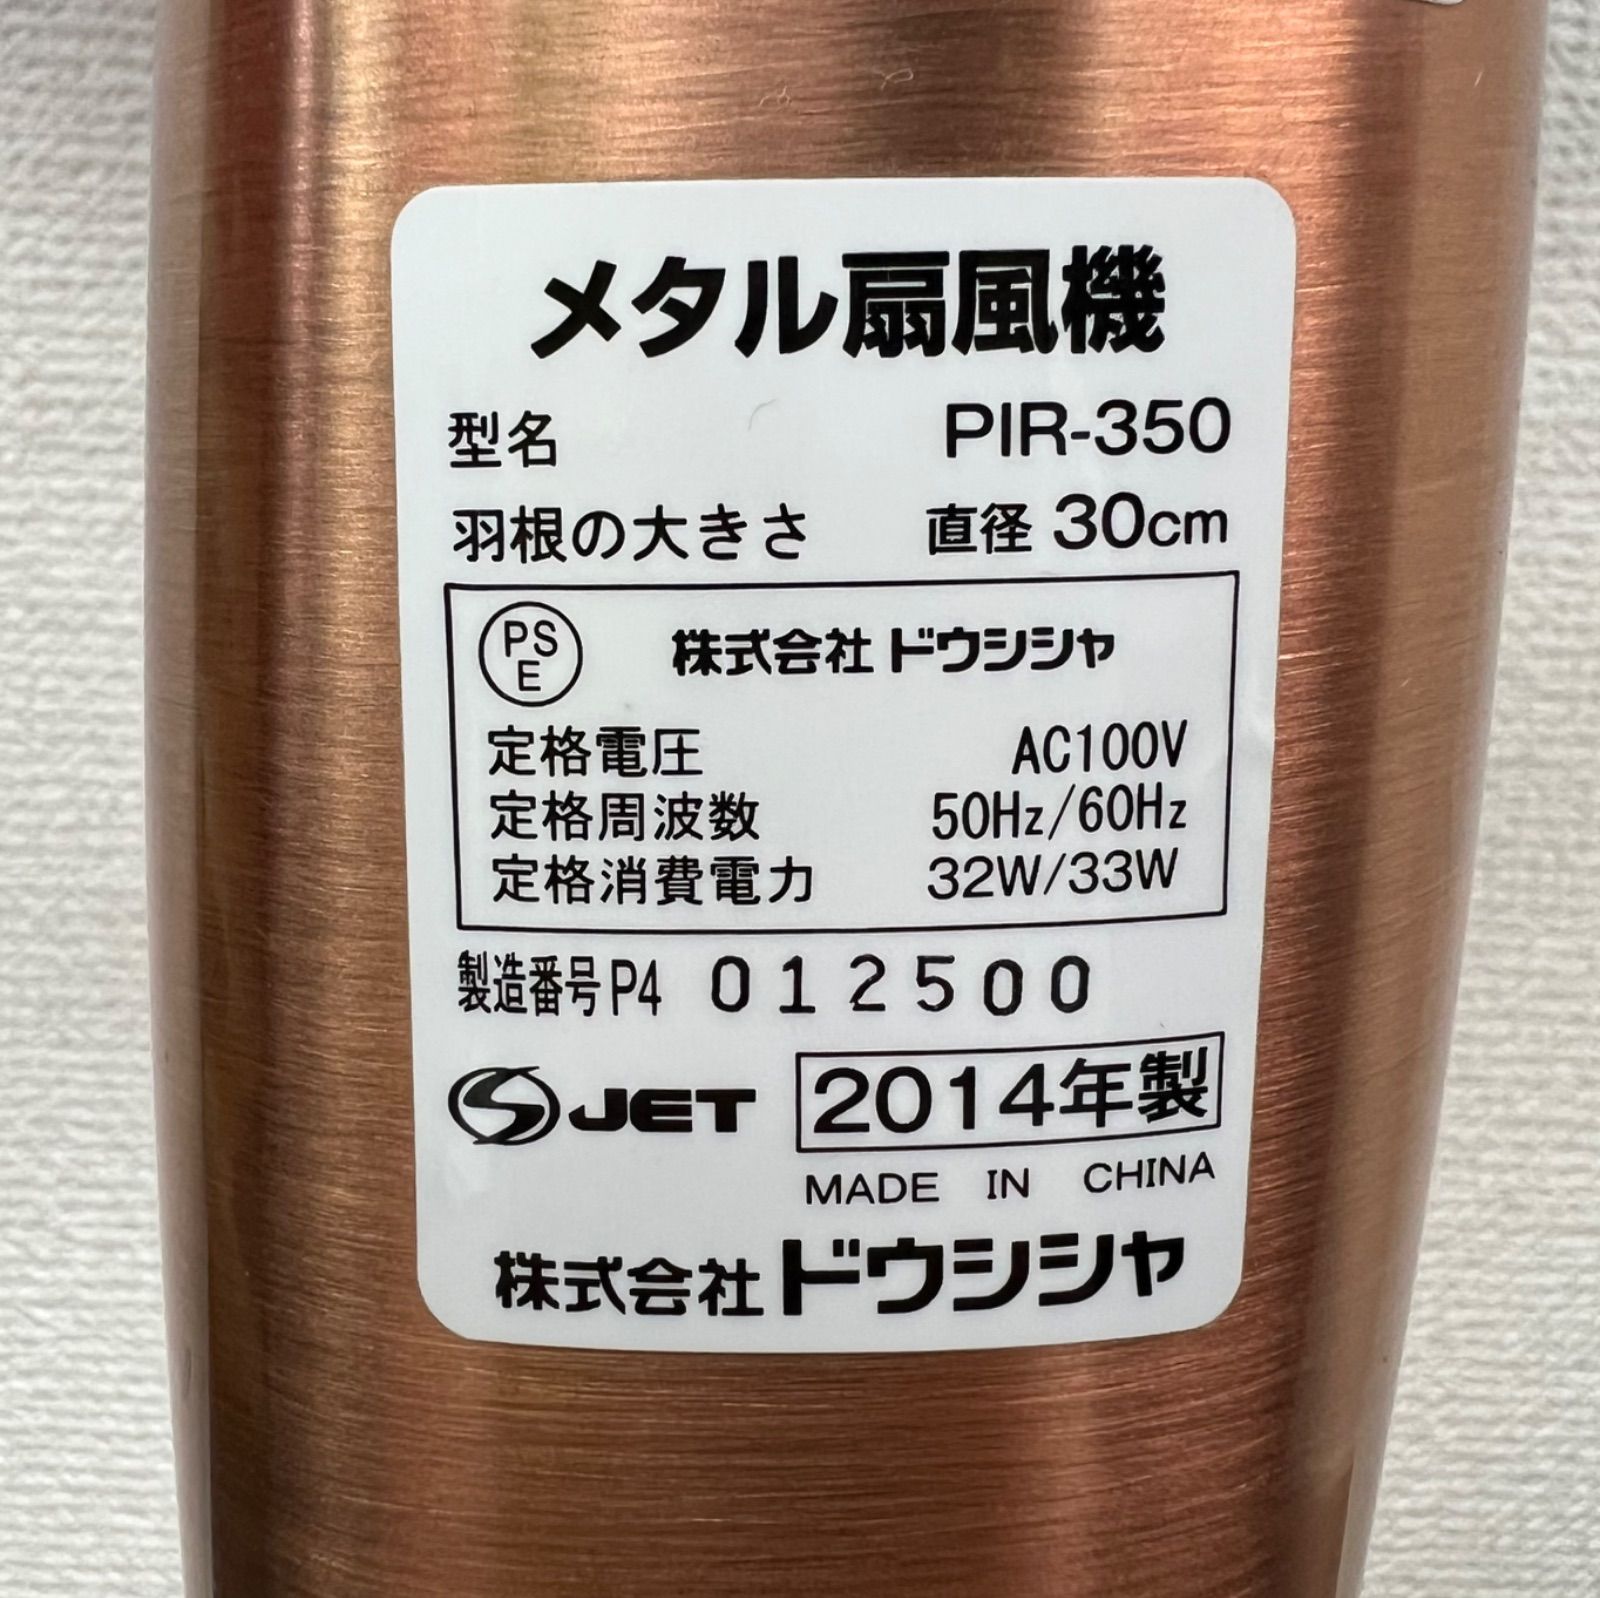 メタル扇風機
型名 PIR-350
羽根の大きさ 直径 30cm
PS
E
株式会社 ドウシシャ
定格電圧 AC100V
定格周波数 50Hz/60Hz
定格消費電力 32W/33W
製造番号 P4 012500
S JET 2014年製
MADE IN CHINA
株式会社 ドウシシャ